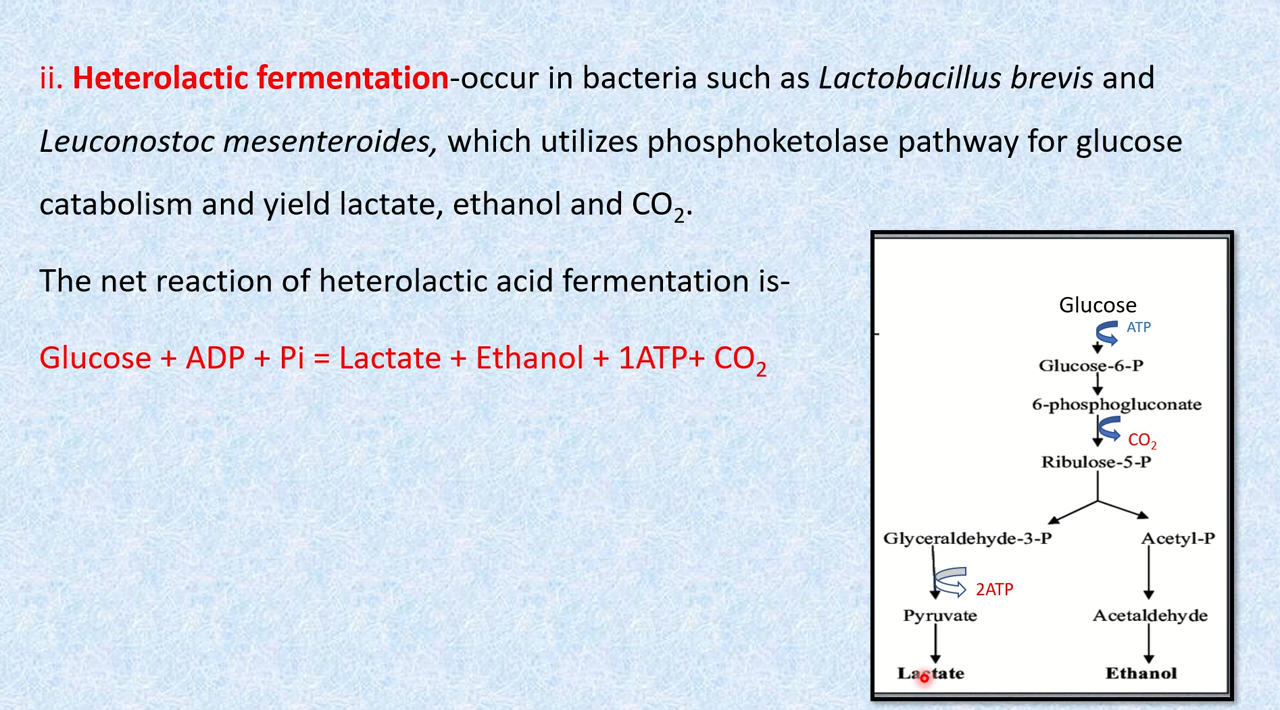 ii. Heterolactic fermentation-occur in bacteria such as Lactobacillus brevis and
Leuconostoc mesenteroides, which utilizes phosphoketolase pathway for glucose
catabolism and yield lactate, ethanol and CO₂.
The net reaction of heterolactic acid fermentation is-
Glucose + ADP + Pi = Lactate + Ethanol + 1ATP+ CO₂
Glucose
ATP
Glucose-6-P
6-phosphogluconate
CO₂
Ribulose-5-P
Glyceraldehyde-3-P
Acetyl-P
2ATP
Pyruvate
Acetaldehyde
Lactate
Ethanol